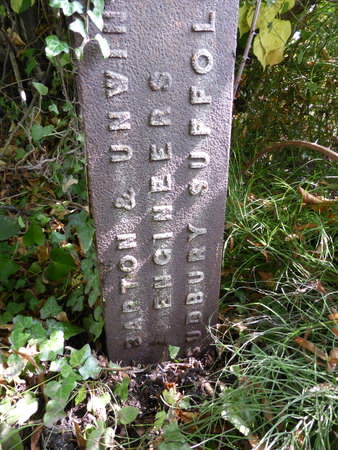 BARTON & UNWIN
ENGINEERS
SUDBURY SUFFOL